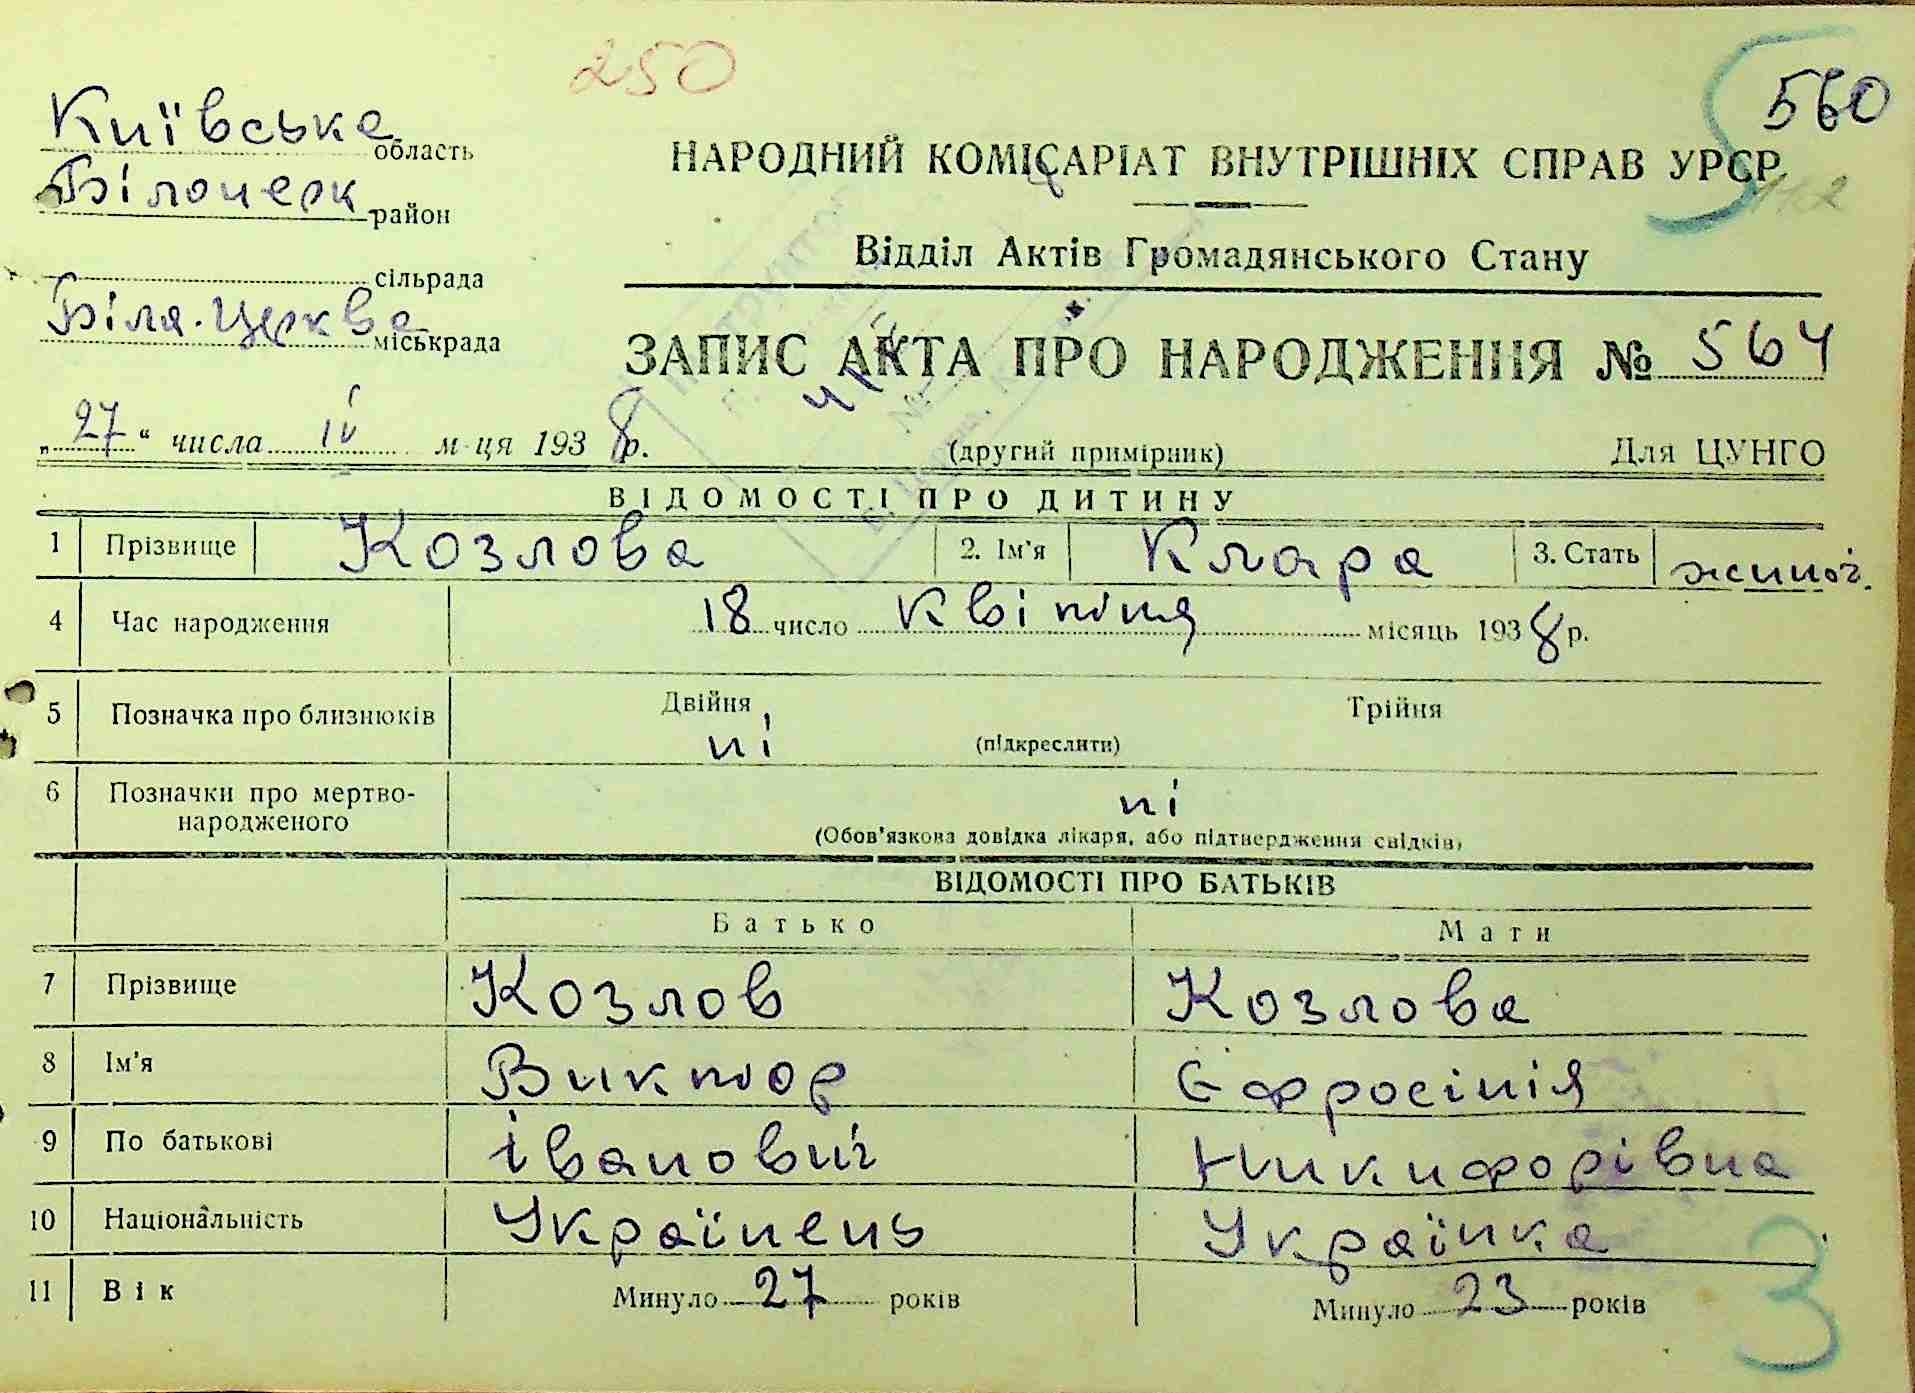 250
560
Київська область
Білоцерк район
сільрада
Біла-Церква міськрада
НАРОДНИЙ КОМІСАРІАТ ВНУТРІШНІХ СПРАВ УРСР
Відділ Актів Громадянського Стану
ЗАПИС АКТА ПРО НАРОДЖЕННЯ № 564
„27“ числа IV м-ця 1938 р. (другий примірник) Для ЦУНГО
ВІДОМОСТІ ПРО ДИТИНУ
1 Прізвище Козлова 2. Ім'я Клара 3. Стать жиноч.
4 Час народження 18 число Квітня місяць 1938 р.
5 Позначка про близнюків Двійня Трійня
ні (підкреслити)
6 Позначки про мертво-
народженого ні
(Обов'язкова довідка лікаря, або підтвердження свідків)
ВІДОМОСТІ ПРО БАТЬКІВ
Батько Мати
7 Прізвище Козлов Козлова
8 Ім'я Виктор Єфросінія
9 По батькові Іванович Никифорівна
10 Національність Українець Українка
11 Вік Минуло 27 років Минуло 23 років
3